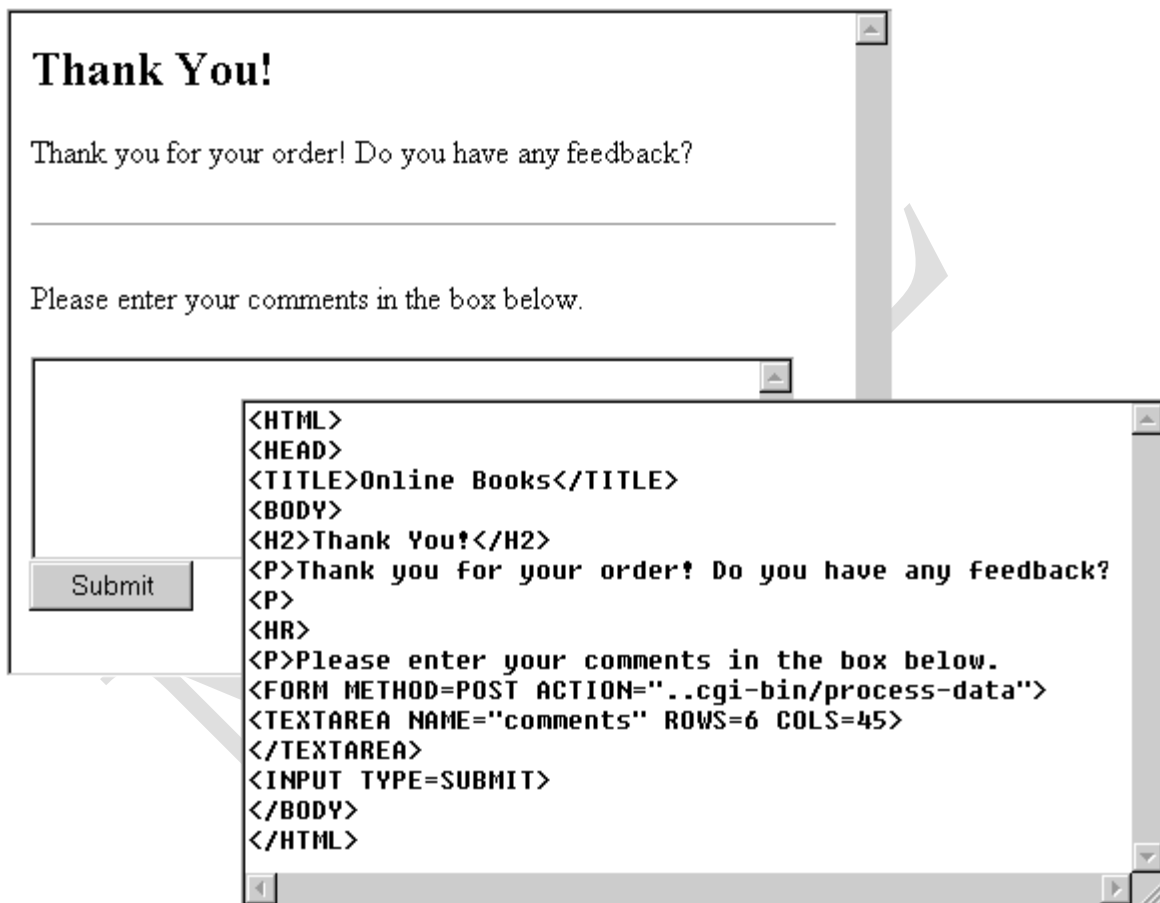 Thank You!
Thank you for your order! Do you have any feedback?
Please enter your comments in the box below.
Submit
<HTML>
<HEAD>
<TITLE>Online Books</TITLE>
<BODY>
<H2>Thank You!</H2>
<P>Thank you for your order! Do you have any feedback?
<P>
<HR>
<P>Please enter your comments in the box below.
<FORM METHOD=POST ACTION="..cgi-bin/process-data">
<TEXTAREA NAME="comments" ROWS=6 COLS=45>
</TEXTAREA>
<INPUT TYPE=SUBMIT>
</BODY>
</HTML>